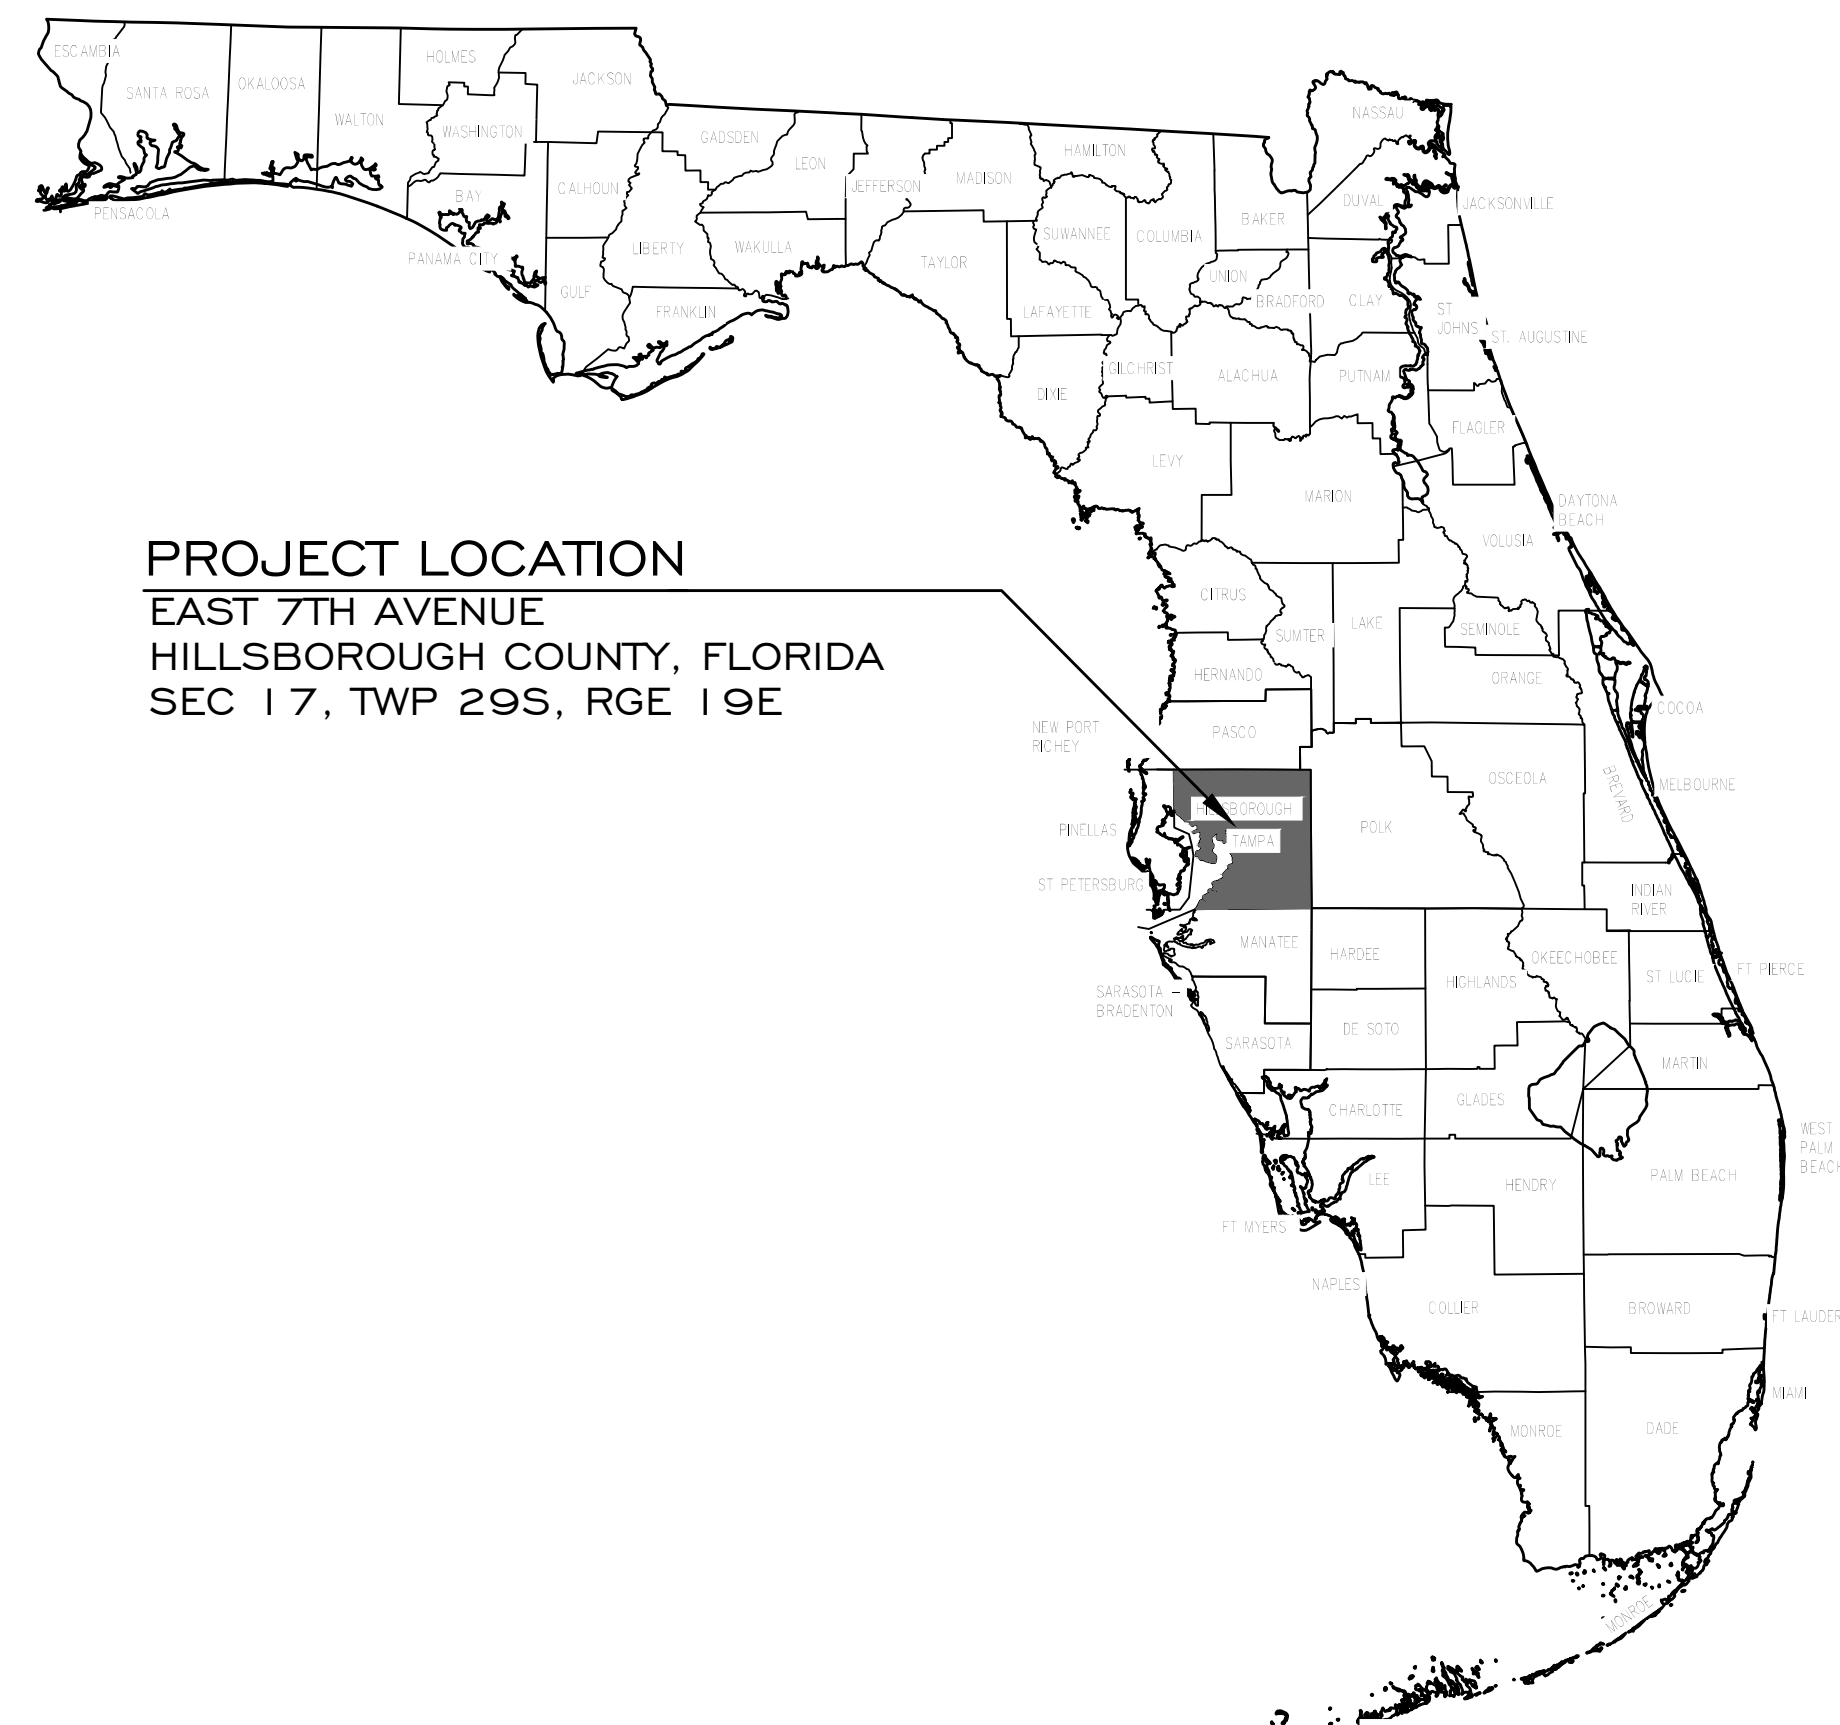 ESCAMBIA
SANTA ROSA
OKALOOSA
WALTON
HOLMES
JACKSON
WASHINGTON
BAY
PENSACOLA
PANAMA CITY
CALHOUN
GULF
GADSDEN
LEON
LIBERTY
WAKULLA
FRANKLIN
JEFFERSON
MADISON
TAYLOR
HAMILTON
SUWANNEE
LAFAYETTE
COLUMBIA
BAKER
NASSAU
DUVAL
JACKSONVILLE
UNION
BRADFORD
CLAY
ST
JOHNS
ST. AUGUSTINE
DIXIE
GILCHRIST
ALACHUA
PUTNAM
FLAGLER
LEVY
MARION
DAYTONA
BEACH
VOLUSIA
PROJECT LOCATION
EAST 7TH AVENUE
HILLSBOROUGH COUNTY, FLORIDA
SEC 17, TWP 29S, RGE 19E
CITRUS
SUMTER
LAKE
SEMINOLE
HERNANDO
ORANGE
COCOA
NEW PORT
RICHEY
PASCO
OSCEOLA
BREVARD
MELBOURNE
HILLSBOROUGH
TAMPA
PINELLAS
POLK
ST PETERSBURG
INDIAN
RIVER
MANATEE
HARDEE
OKEECHOBEE
HIGHLANDS
ST LUCIE
FT PIERCE
SARASOTA –
BRADENTON
SARASOTA
DE SOTO
MARTIN
CHARLOTTE
GLADES
WEST
PALM
BEACH
LEE
HENDRY
PALM BEACH
FT MYERS
NAPLES
COLLIER
BROWARD
FT LAUDER
MIAMI
MONROE
DADE
MONROE